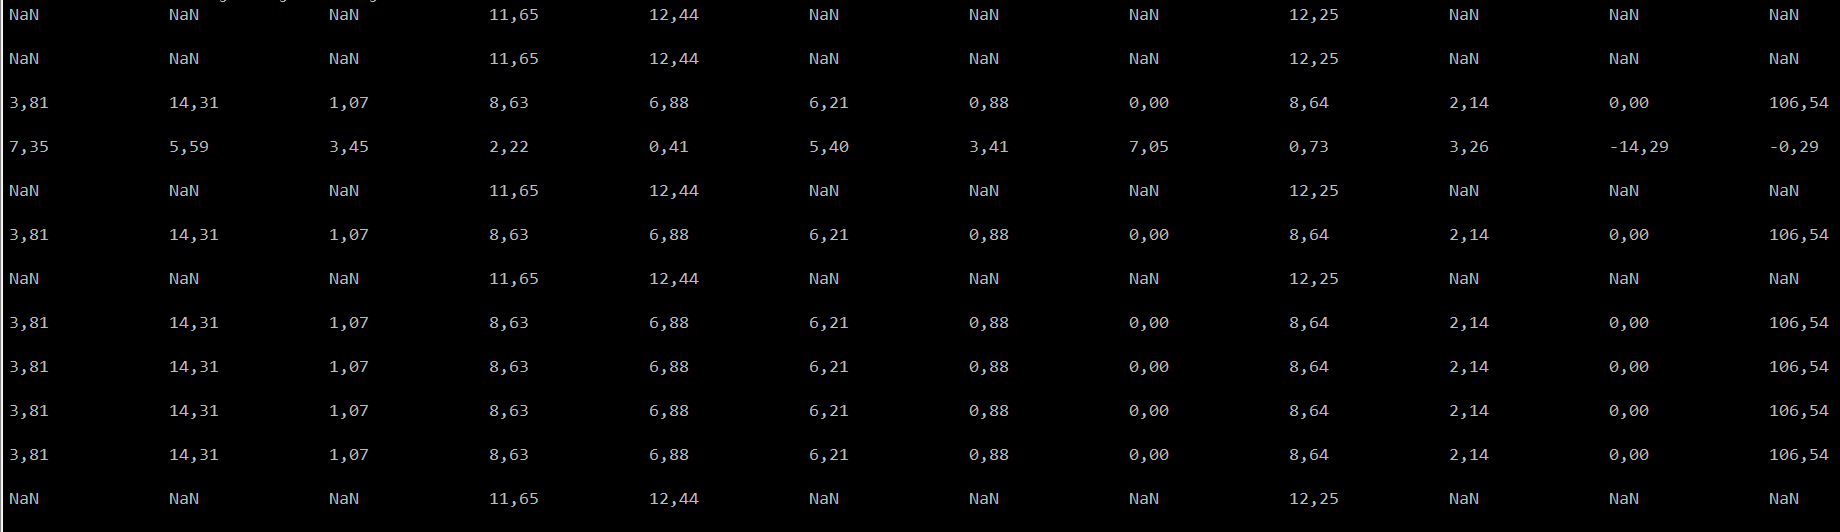 NaN NaN NaN 11,65 12,44 NaN NaN NaN 12,25 NaN NaN NaN
NaN NaN NaN 11,65 12,44 NaN NaN NaN 12,25 NaN NaN NaN
3,81 14,31 1,07 8,63 6,88 6,21 0,88 0,00 8,64 2,14 0,00 106,54
7,35 5,59 3,45 2,22 0,41 5,40 3,41 7,05 0,73 3,26 -14,29 -0,29
NaN NaN NaN 11,65 12,44 NaN NaN NaN 12,25 NaN NaN NaN
3,81 14,31 1,07 8,63 6,88 6,21 0,88 0,00 8,64 2,14 0,00 106,54
NaN NaN NaN 11,65 12,44 NaN NaN NaN 12,25 NaN NaN NaN
3,81 14,31 1,07 8,63 6,88 6,21 0,88 0,00 8,64 2,14 0,00 106,54
3,81 14,31 1,07 8,63 6,88 6,21 0,88 0,00 8,64 2,14 0,00 106,54
3,81 14,31 1,07 8,63 6,88 6,21 0,88 0,00 8,64 2,14 0,00 106,54
3,81 14,31 1,07 8,63 6,88 6,21 0,88 0,00 8,64 2,14 0,00 106,54
NaN NaN NaN 11,65 12,44 NaN NaN NaN 12,25 NaN NaN NaN